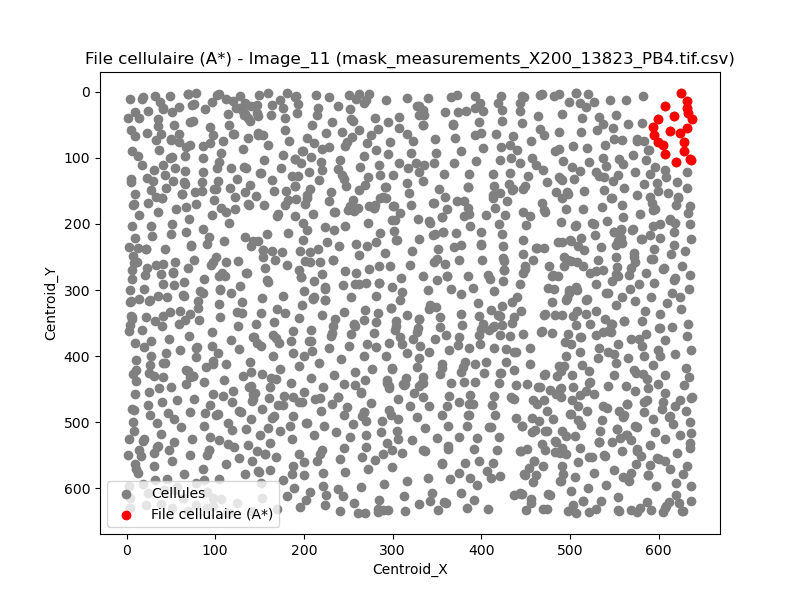 File cellulaire (A*) - Image_11 (mask_measurements_X200_13823_PB4.tif.csv)
0
100
200
300
400
500
600
Centroid_Y
Cellules
File cellulaire (A*)
0 100 200 300 400 500 600
Centroid_X